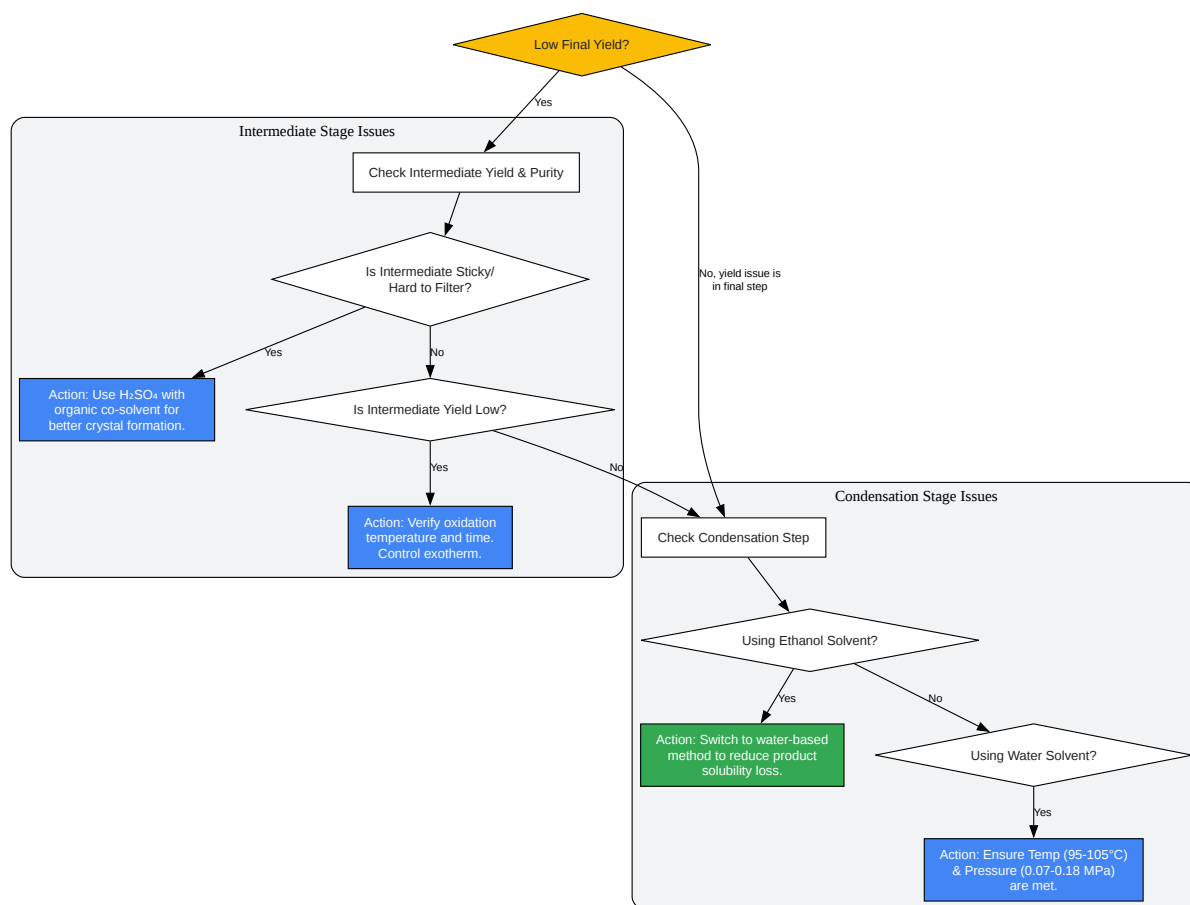 Low Final Yield?
Yes
Intermediate Stage Issues
Check Intermediate Yield & Purity
Is Intermediate Sticky/
Hard to Filter?
No, yield issue is
in final step
Yes
No
Action: Use H₂SO₄ with
organic co-solvent for
better crystal formation.
Is Intermediate Yield Low?
Yes
No
Action: Verify oxidation
temperature and time.
Control exotherm.
Condensation Stage Issues
Check Condensation Step
Using Ethanol Solvent?
Yes
No
Action: Switch to water-based
method to reduce product
solubility loss.
Using Water Solvent?
Yes
Action: Ensure Temp (95-105°C)
& Pressure (0.07-0.18 MPa)
are met.